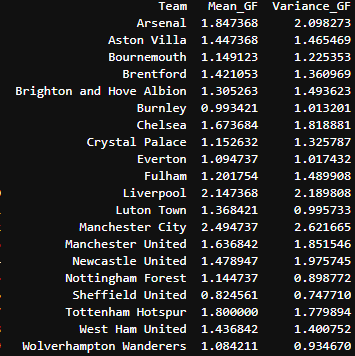 Team Mean_GF Variance_GF
Arsenal 1.847368 2.098273
Aston Villa 1.447368 1.465469
Bournemouth 1.149123 1.225353
Brentford 1.421053 1.360969
Brighton and Hove Albion 1.305263 1.493623
Burnley 0.993421 1.013201
Chelsea 1.673684 1.818881
Crystal Palace 1.152632 1.325787
Everton 1.094737 1.017432
Fulham 1.201754 1.489908
Liverpool 2.147368 2.189808
Luton Town 1.368421 0.995733
Manchester City 2.494737 2.621665
Manchester United 1.636842 1.851546
Newcastle United 1.478947 1.975745
Nottingham Forest 1.144737 0.898772
Sheffield United 0.824561 0.747710
Tottenham Hotspur 1.800000 1.779894
West Ham United 1.436842 1.400752
Wolverhampton Wanderers 1.084211 0.934670